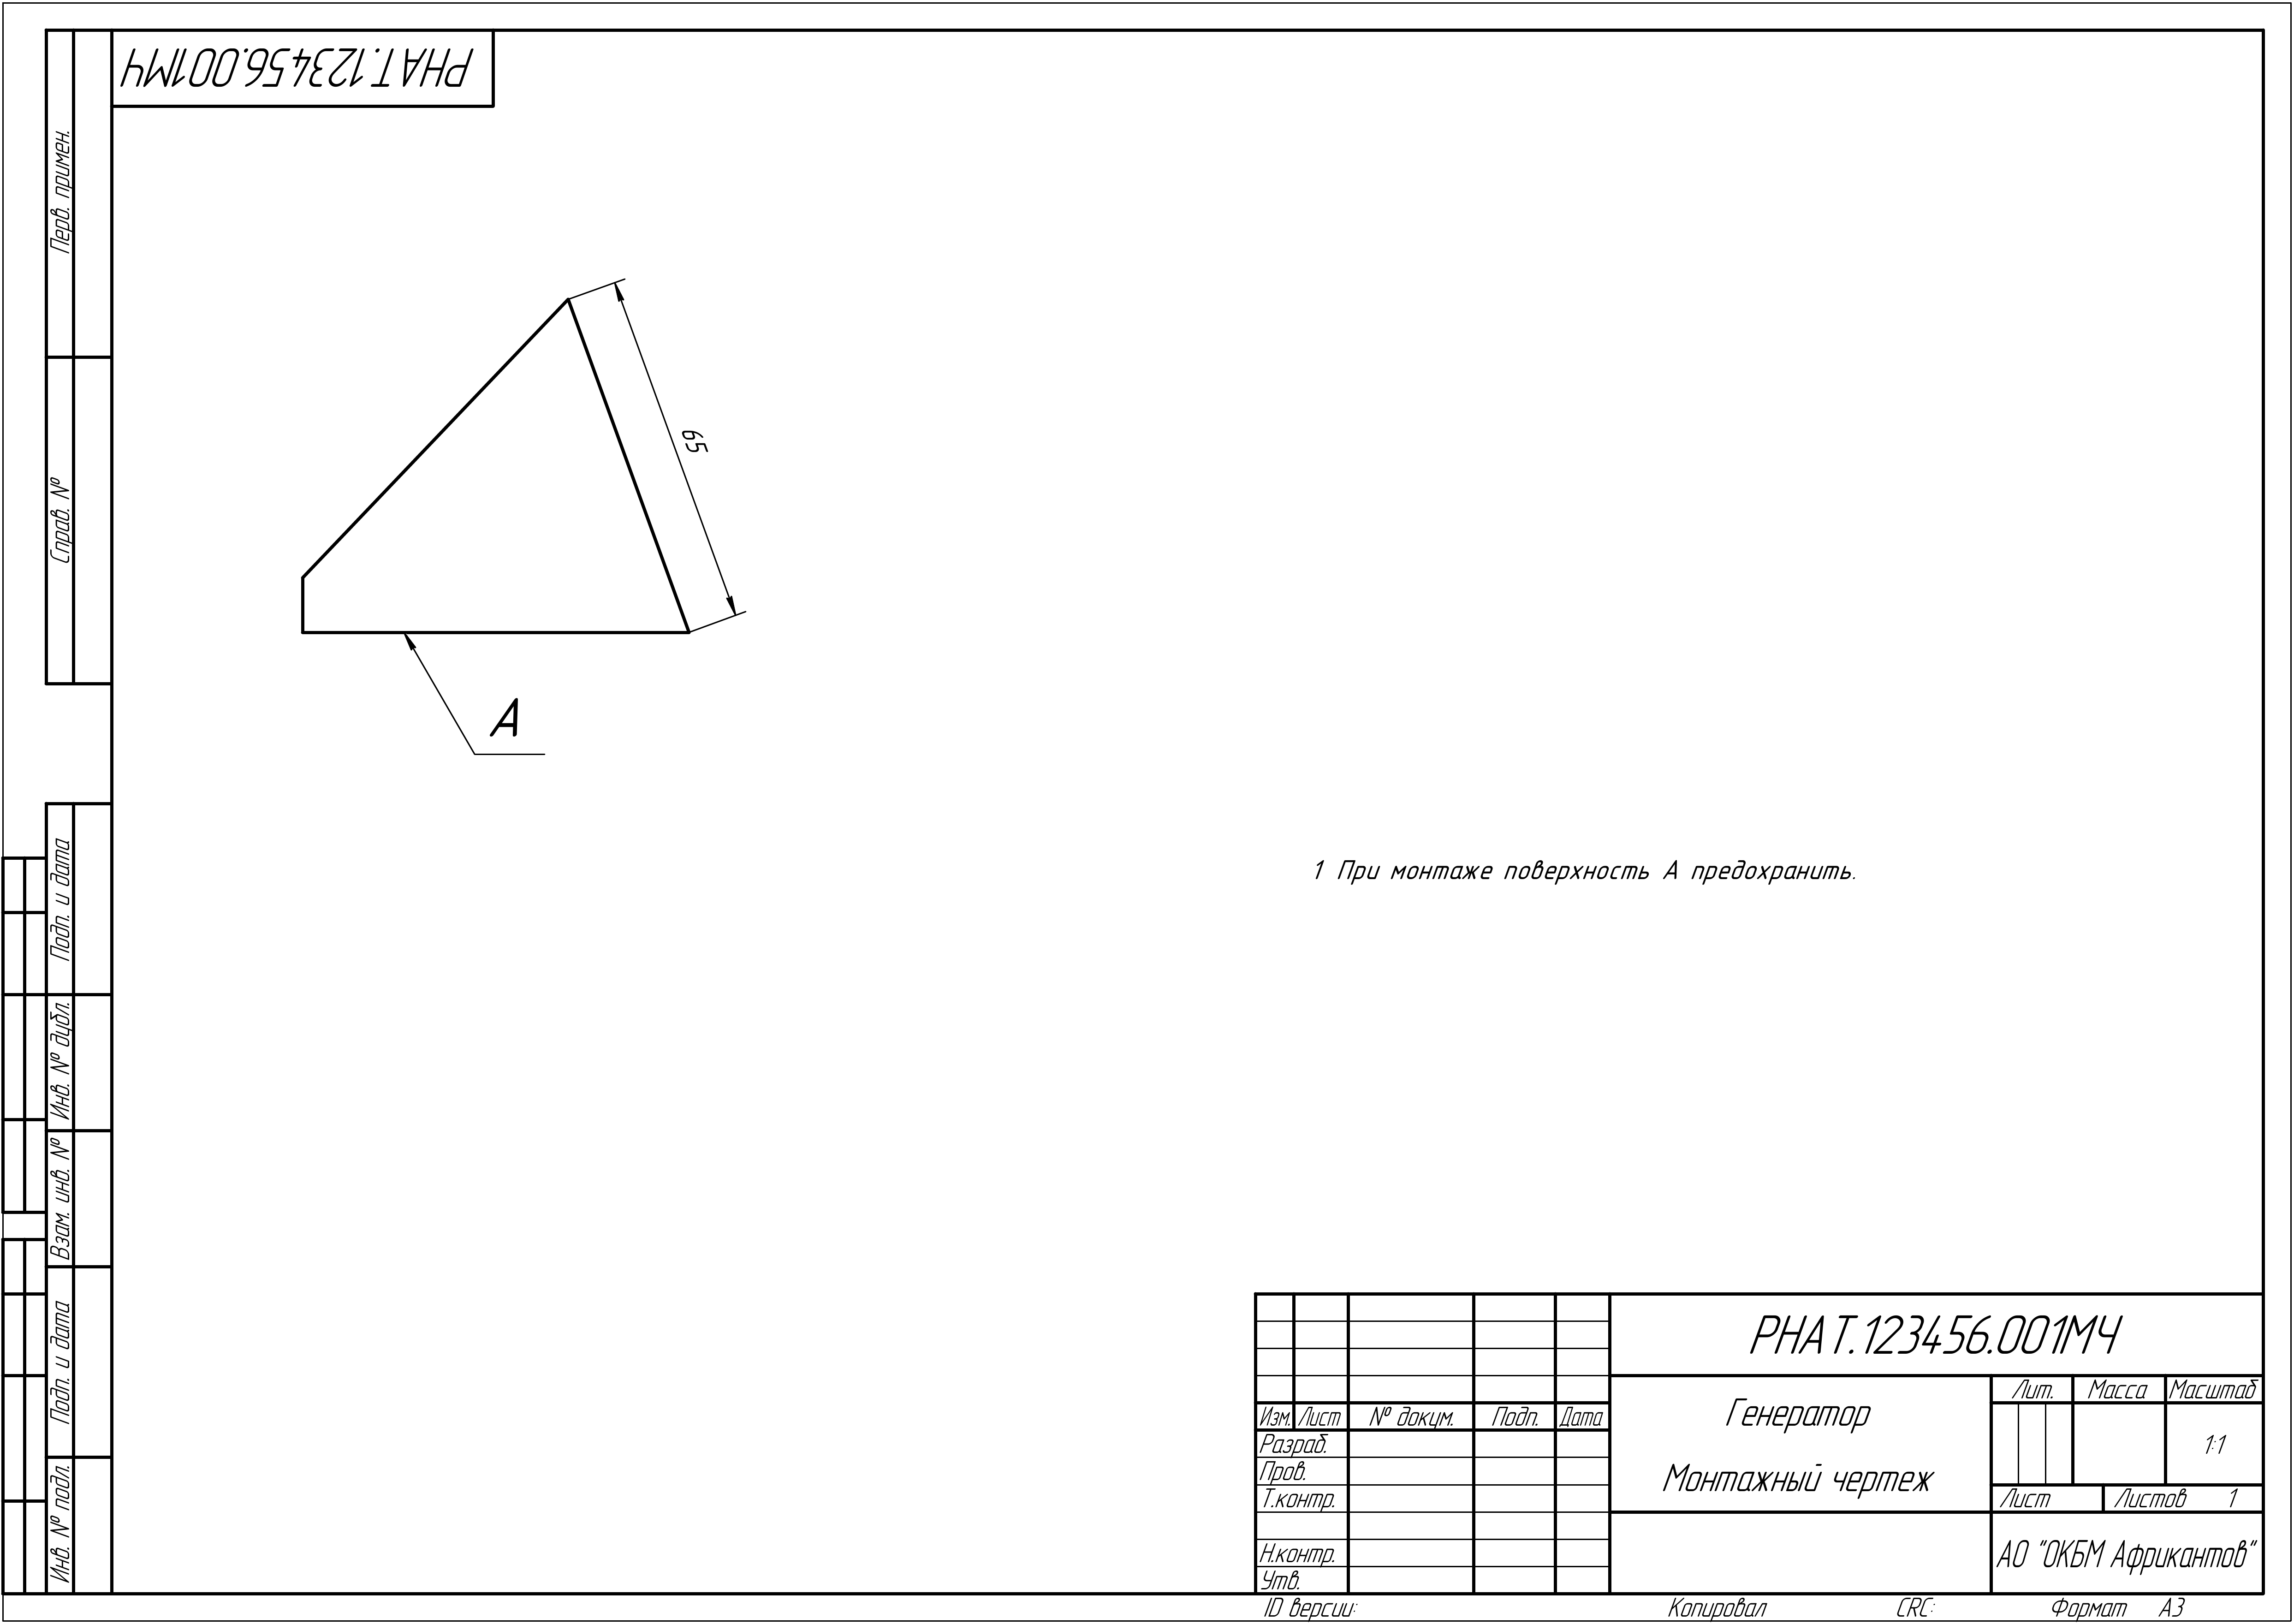 РНАТ.123456.001МЧ
Перв. примен.
Справ. №
65
А
Подп. и дата
Инв. № дубл.
Взам. инв. №
Подп. и дата
Инв. № подл.
1 При монтаже поверхность А предохранить.
РНАТ.123456.001МЧ
Изм. Лист № докум. Подп. Дата
Разраб.
Пров.
Т.контр.
Н.контр.
Утв.
Генератор
Монтажный чертеж
Лит. Масса Масштаб
1:1
Лист Листов 1
АО "ОКБМ Африкантов"
ID версии: Копировал CRC: Формат А3